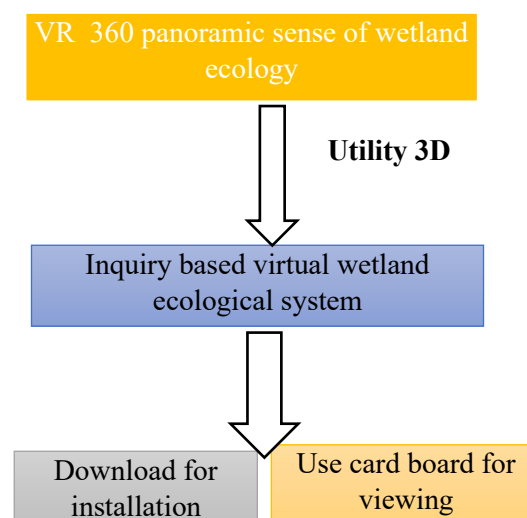 VR 360 panoramic sense of wetland
ecology
Utility 3D
Inquiry based virtual wetland
ecological system
Download for
installation
Use card board for
viewing